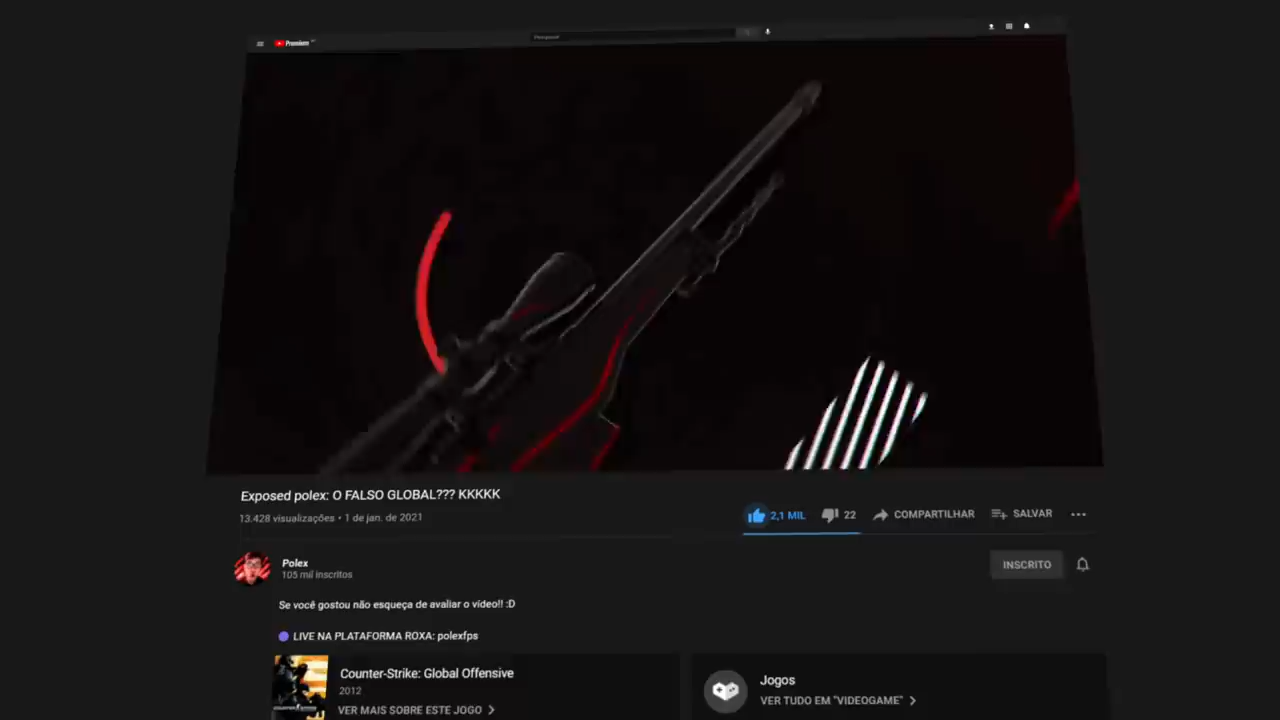 Premium
Pesquisar
Exposed polex: O FALSO GLOBAL??? KKKKK
13.428 visualizações • 1 de jan. de 2021
2,1 MIL
22
COMPARTILHAR
SALVAR
Polex
105 mil inscritos
INSCRITO
Se você gostou não esqueça de avaliar o vídeo!! :D
LIVE NA PLATAFORMA ROXA: polexfps
Counter-Strike: Global Offensive
2012
VER MAIS SOBRE ESTE JOGO
Jogos
VER TUDO EM "VIDEOGAME"